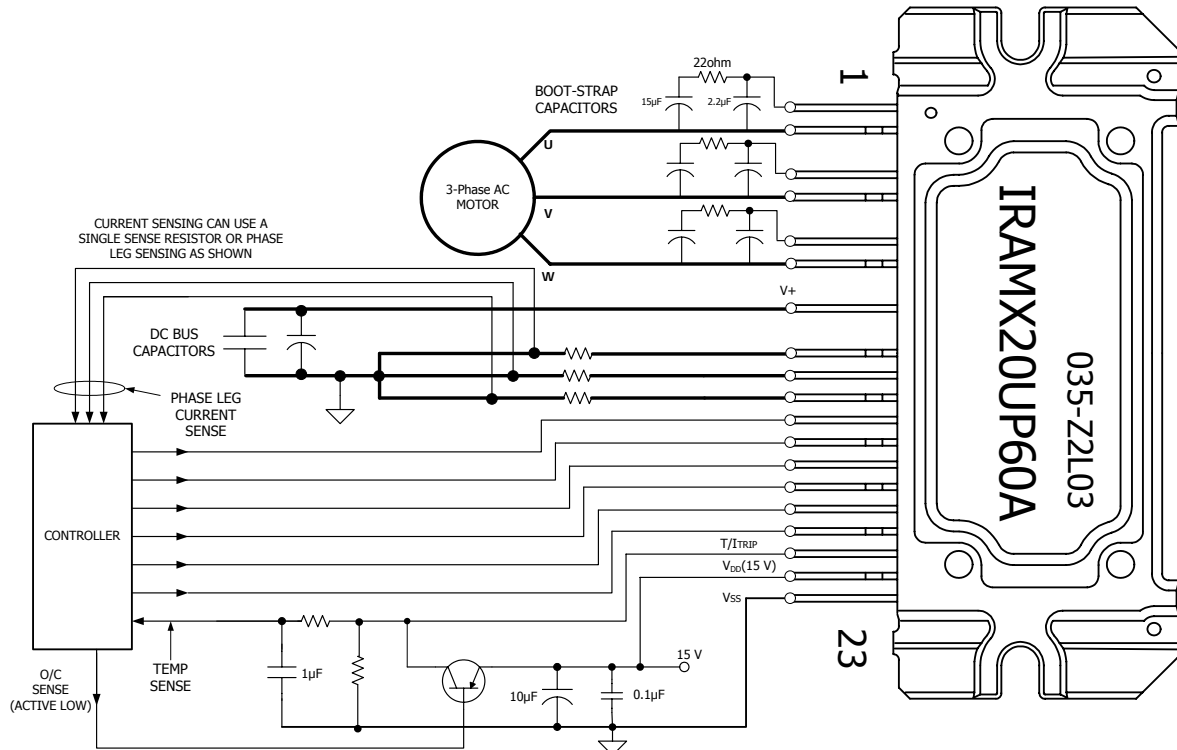 22ohm
BOOT-STRAP
CAPACITORS
15µF
2.2µF
1
U
3-Phase AC
MOTOR
V
W
CURRENT SENSING CAN USE A
SINGLE SENSE RESISTOR OR PHASE
LEG SENSING AS SHOWN
V+
DC BUS
CAPACITORS
PHASE LEG
CURRENT
SENSE
CONTROLLER
IRAMX20UP60A
035-Z2L03
T/ITRIP
VDD(15 V)
VSS
23
O/C
SENSE
(ACTIVE LOW)
TEMP
SENSE
1µF
10µF
0.1µF
15 V